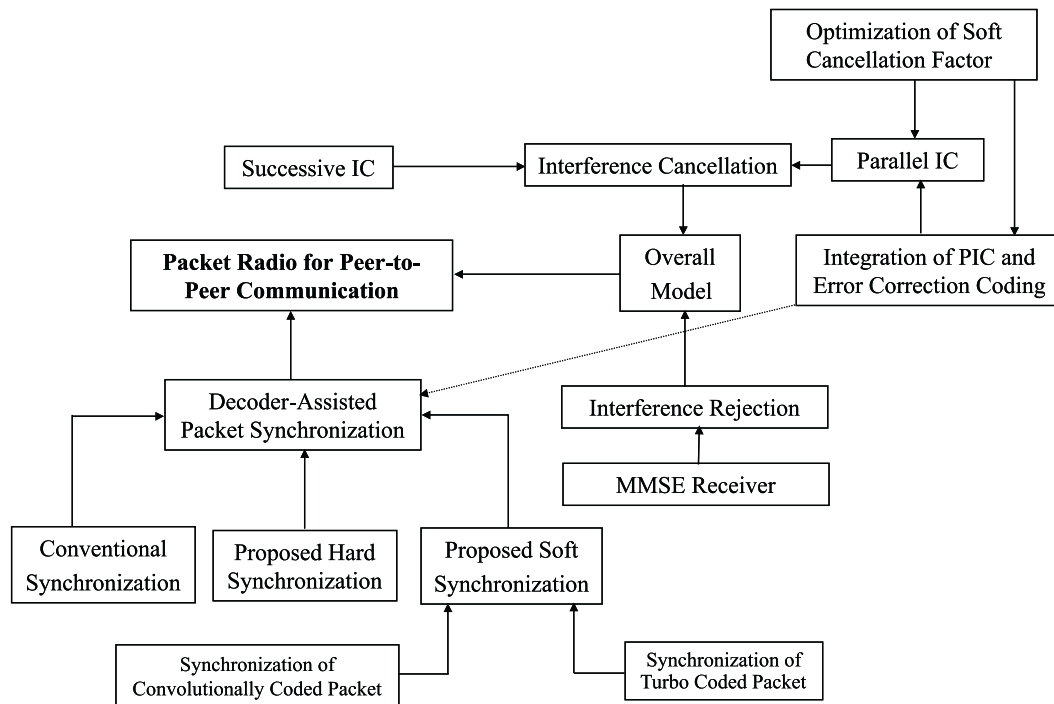 Optimization of Soft
Cancellation Factor
Successive IC
Interference Cancellation
Parallel IC
Packet Radio for Peer-to-
Peer Communication
Overall
Model
Integration of PIC and
Error Correction Coding
Decoder-Assisted
Packet Synchronization
Interference Rejection
MMSE Receiver
Conventional
Synchronization
Proposed Hard
Synchronization
Proposed Soft
Synchronization
Synchronization of
Convolutionally Coded Packet
Synchronization of
Turbo Coded Packet